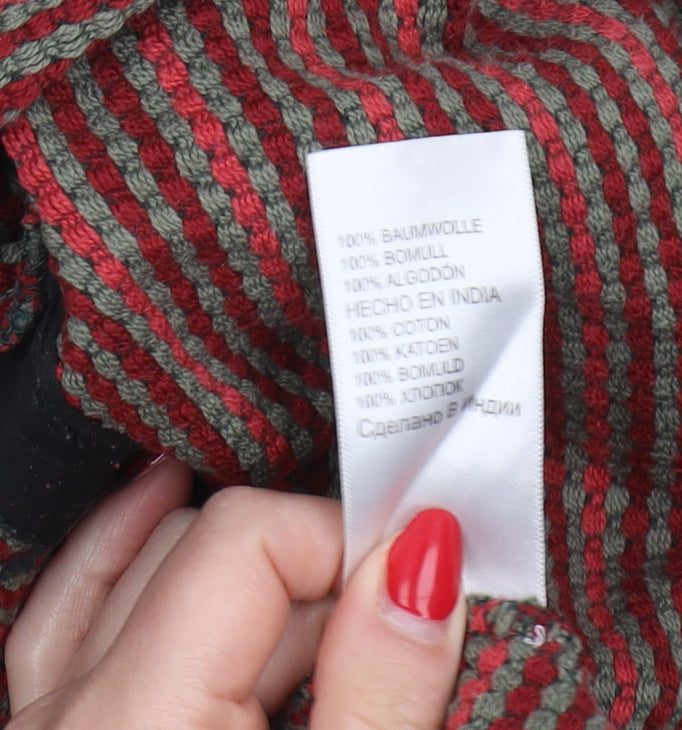 100% BAUMWOLLE
100% BOMULL
100% ALGODÓN
HECHO EN INDIA
100% COTON
100% KATOEN
100% BOMULD
100% ХЛОПОК
Сделано в Индии